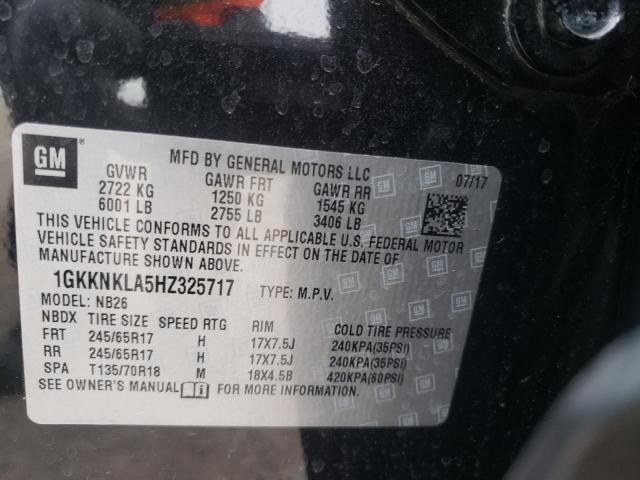 GM ®
MFD BY GENERAL MOTORS LLC 07/17
GVWR GAWR FRT GAWR RR
2722 KG 1250 KG 1545 KG
6001 LB 2755 LB 3406 LB
THIS VEHICLE CONFORMS TO ALL APPLICABLE U.S. FEDERAL MOTOR
VEHICLE SAFETY STANDARDS IN EFFECT ON THE DATE OF
MANUFACTURE SHOWN ABOVE.
1GKKNKLA5HZ325717 TYPE: M.P.V.
MODEL: NB26
NBDX TIRE SIZE SPEED RTG RIM COLD TIRE PRESSURE
FRT 245/65R17 H 17X7.5J 240KPA(35PSI)
RR 245/65R17 H 17X7.5J 240KPA(35PSI)
SPA T135/70R18 M 18X4.5B 420KPA(60PSI)
SEE OWNER'S MANUAL FOR MORE INFORMATION.